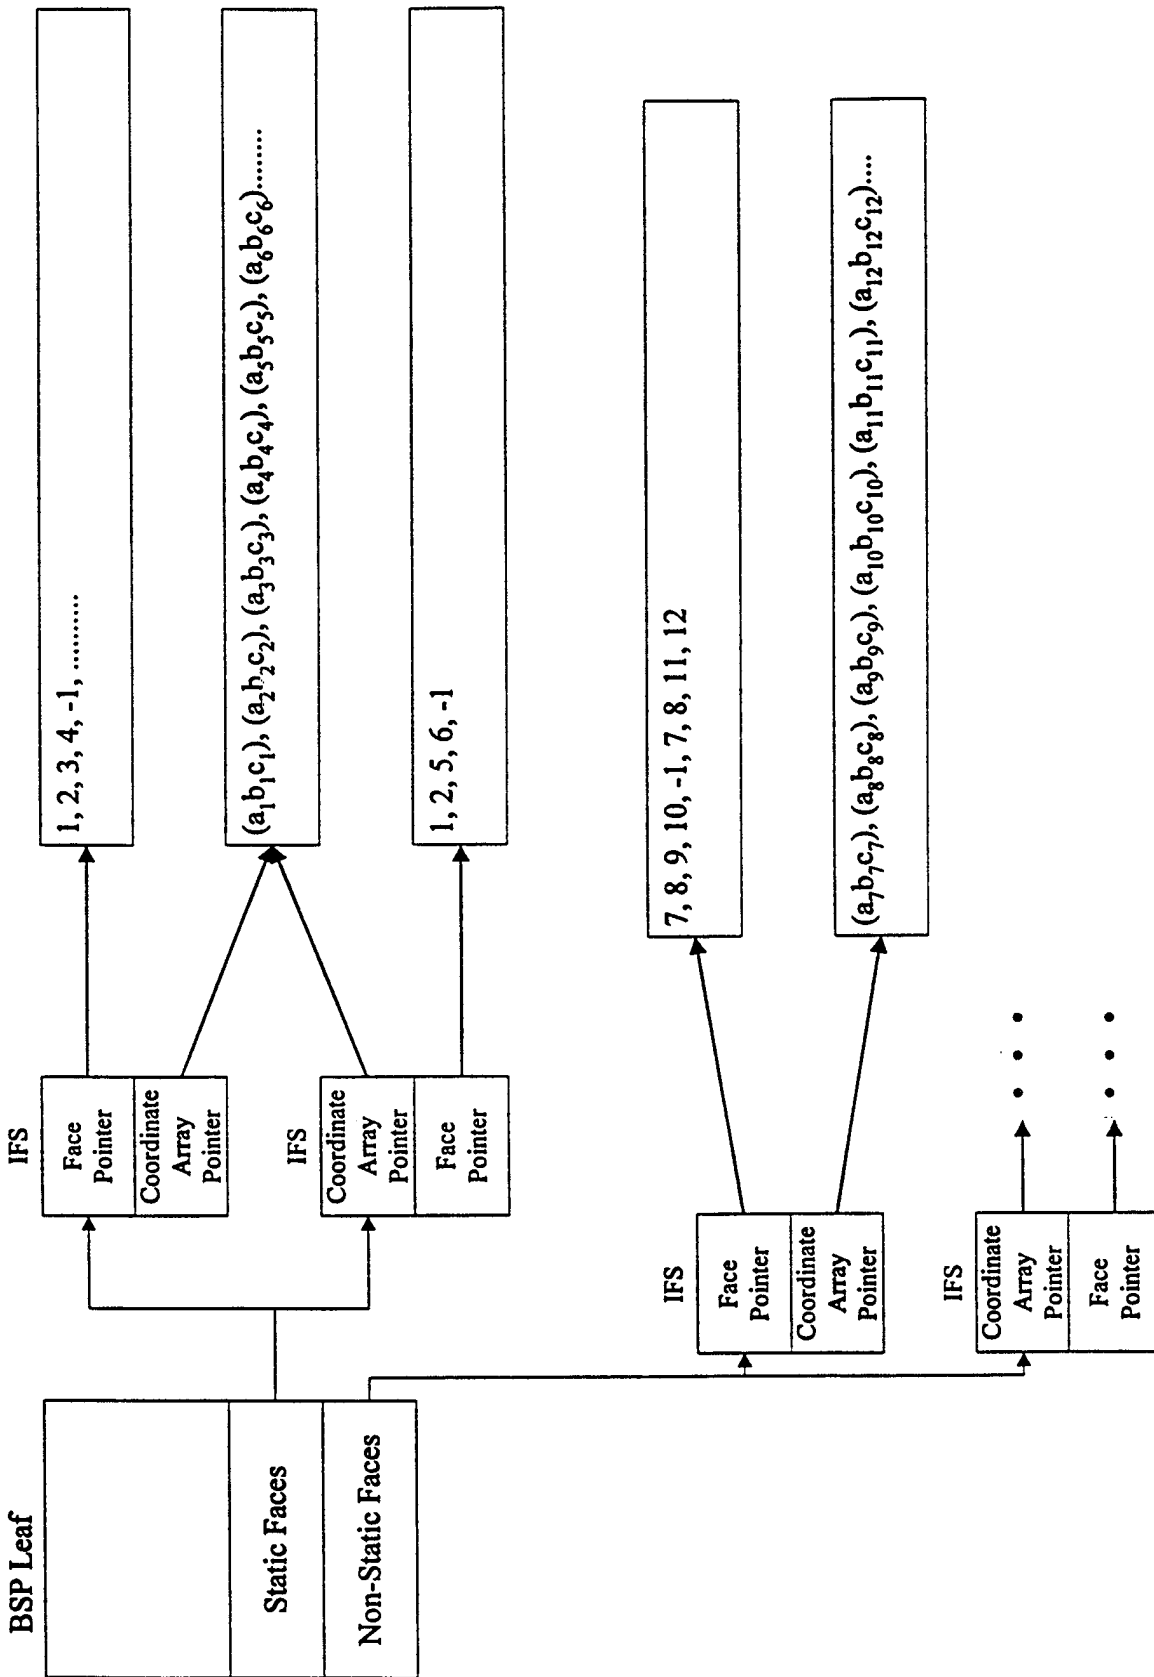 BSP Leaf
Static Faces
Non-Static Faces
IFS
Face
Pointer
Coordinate
Array
Pointer
IFS
Coordinate
Array
Pointer
Face
Pointer
1, 2, 3, 4, -1, ..........
(a₁b₁c₁), (a₂b₂c₂), (a₃b₃c₃), (a₄b₄c₄), (a₅b₅c₅), (a₆b₆c₆)........
1, 2, 5, 6, -1
IFS
Face
Pointer
Coordinate
Array
Pointer
IFS
Coordinate
Array
Pointer
Face
Pointer
7, 8, 9, 10, -1, 7, 8, 11, 12
(a₇b₇c₇), (a₈b₈c₈), (a₉b₉c₉), (a₁₀b₁₀c₁₀), (a₁₁b₁₁c₁₁), (a₁₂b₁₂c₁₂)....